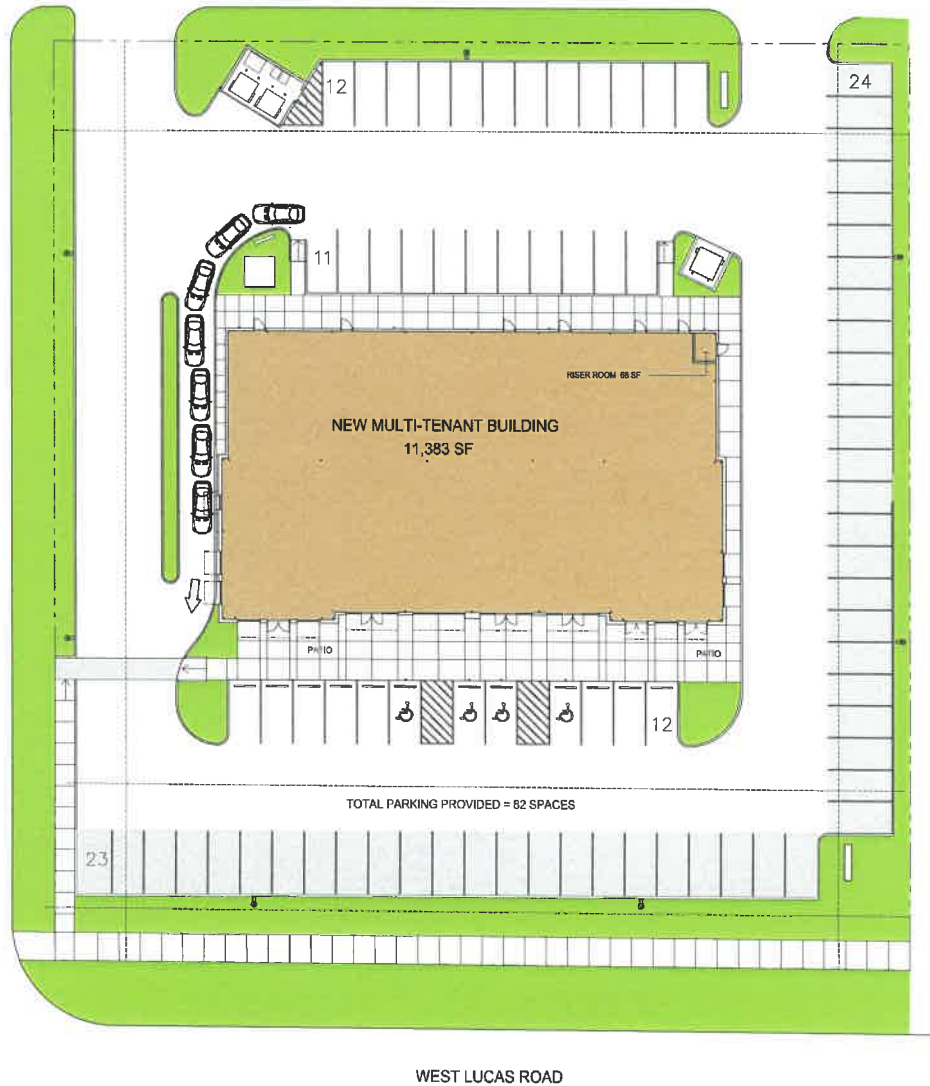 12
24
11
RISER ROOM 68 SF
NEW MULTI-TENANT BUILDING
11,383 SF
PATIO
PATIO
12
TOTAL PARKING PROVIDED = 82 SPACES
23
WEST LUCAS ROAD